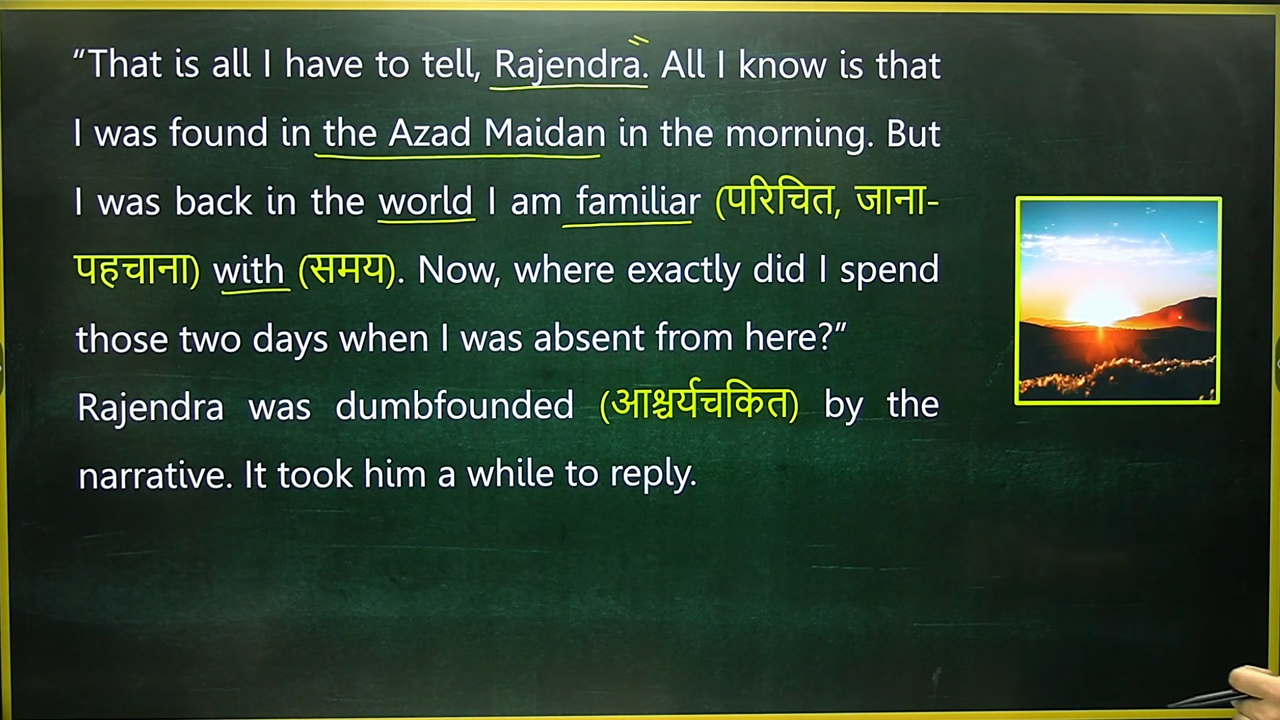 “That is all I have to tell, Rajendra. All I know is that
I was found in the Azad Maidan in the morning. But
I was back in the world I am familiar (परिचित, जाना-
पहचाना) with (समय). Now, where exactly did I spend
those two days when I was absent from here?”
Rajendra was dumbfounded (आश्चर्यचकित) by the
narrative. It took him a while to reply.